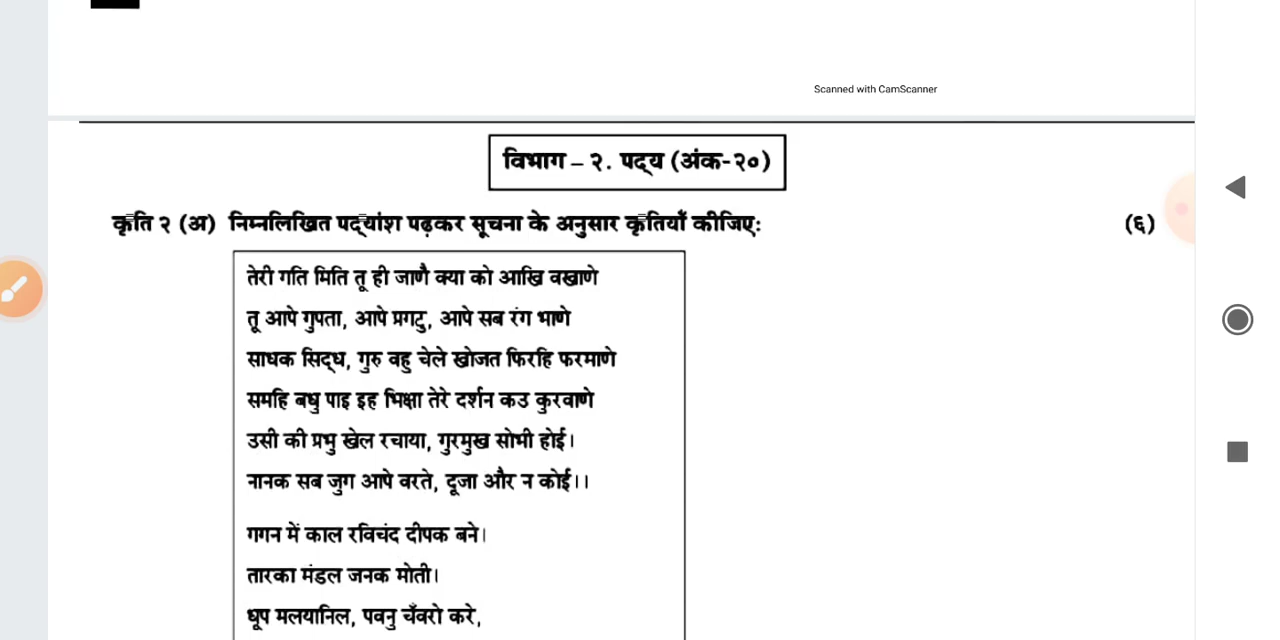 Scanned with CamScanner
विभाग – २. पद्य (अंक-२०)
कृति २ (अ) निम्नलिखित पद्यांश पढ़कर सूचना के अनुसार कृतियाँ कीजिए: (६)
तेरी गति मिति तू ही जाणै क्या को आखि वखाणे
तू आपे गुपता, आपे प्रगटु, आपे सब रंग भाणे
साधक सिद्ध, गुरु वहु चेले खोजत फिरहि फरमाणे
समहि बधु पाइ इह भिक्षा तेरे दर्शन कउ कुरवाणे
उसी की प्रभु खेल रचाया, गुरमुख सोभी होई।
नानक सब जुग आपे वरते, दूजा और न कोई।।
गगन में काल रविचंद दीपक बने।
तारका मंडल जनक मोती।
धूप मलयानिल, पवनु चँवरो करे,